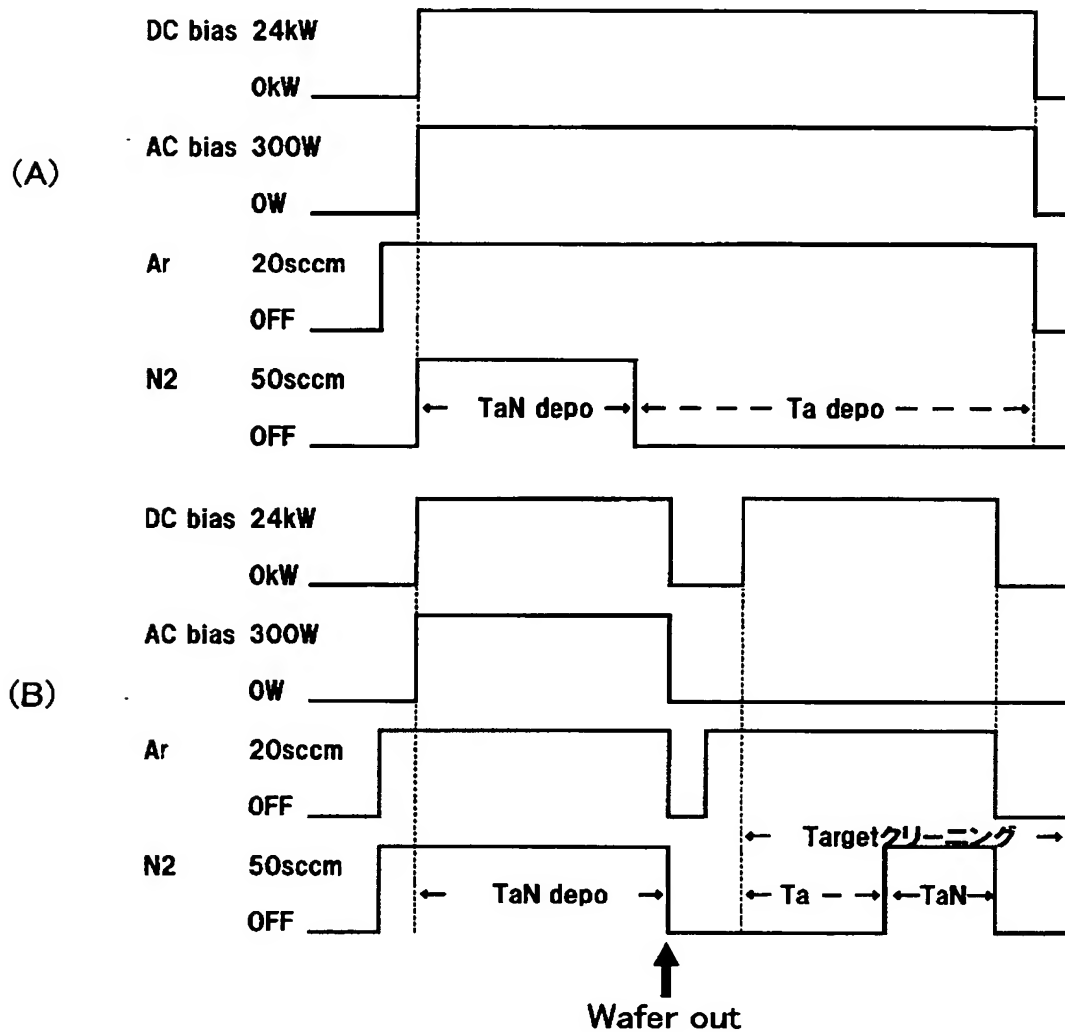 DC bias 24kW
0kW
AC bias 300W
(A)
0W
Ar 20sccm
OFF
N2 50sccm
TaN depo Ta depo
OFF
DC bias 24kW
0kW
AC bias 300W
(B)
0W
Ar 20sccm
OFF
Targetクリーニング
N2 50sccm
TaN depo Ta TaN
OFF
Wafer out